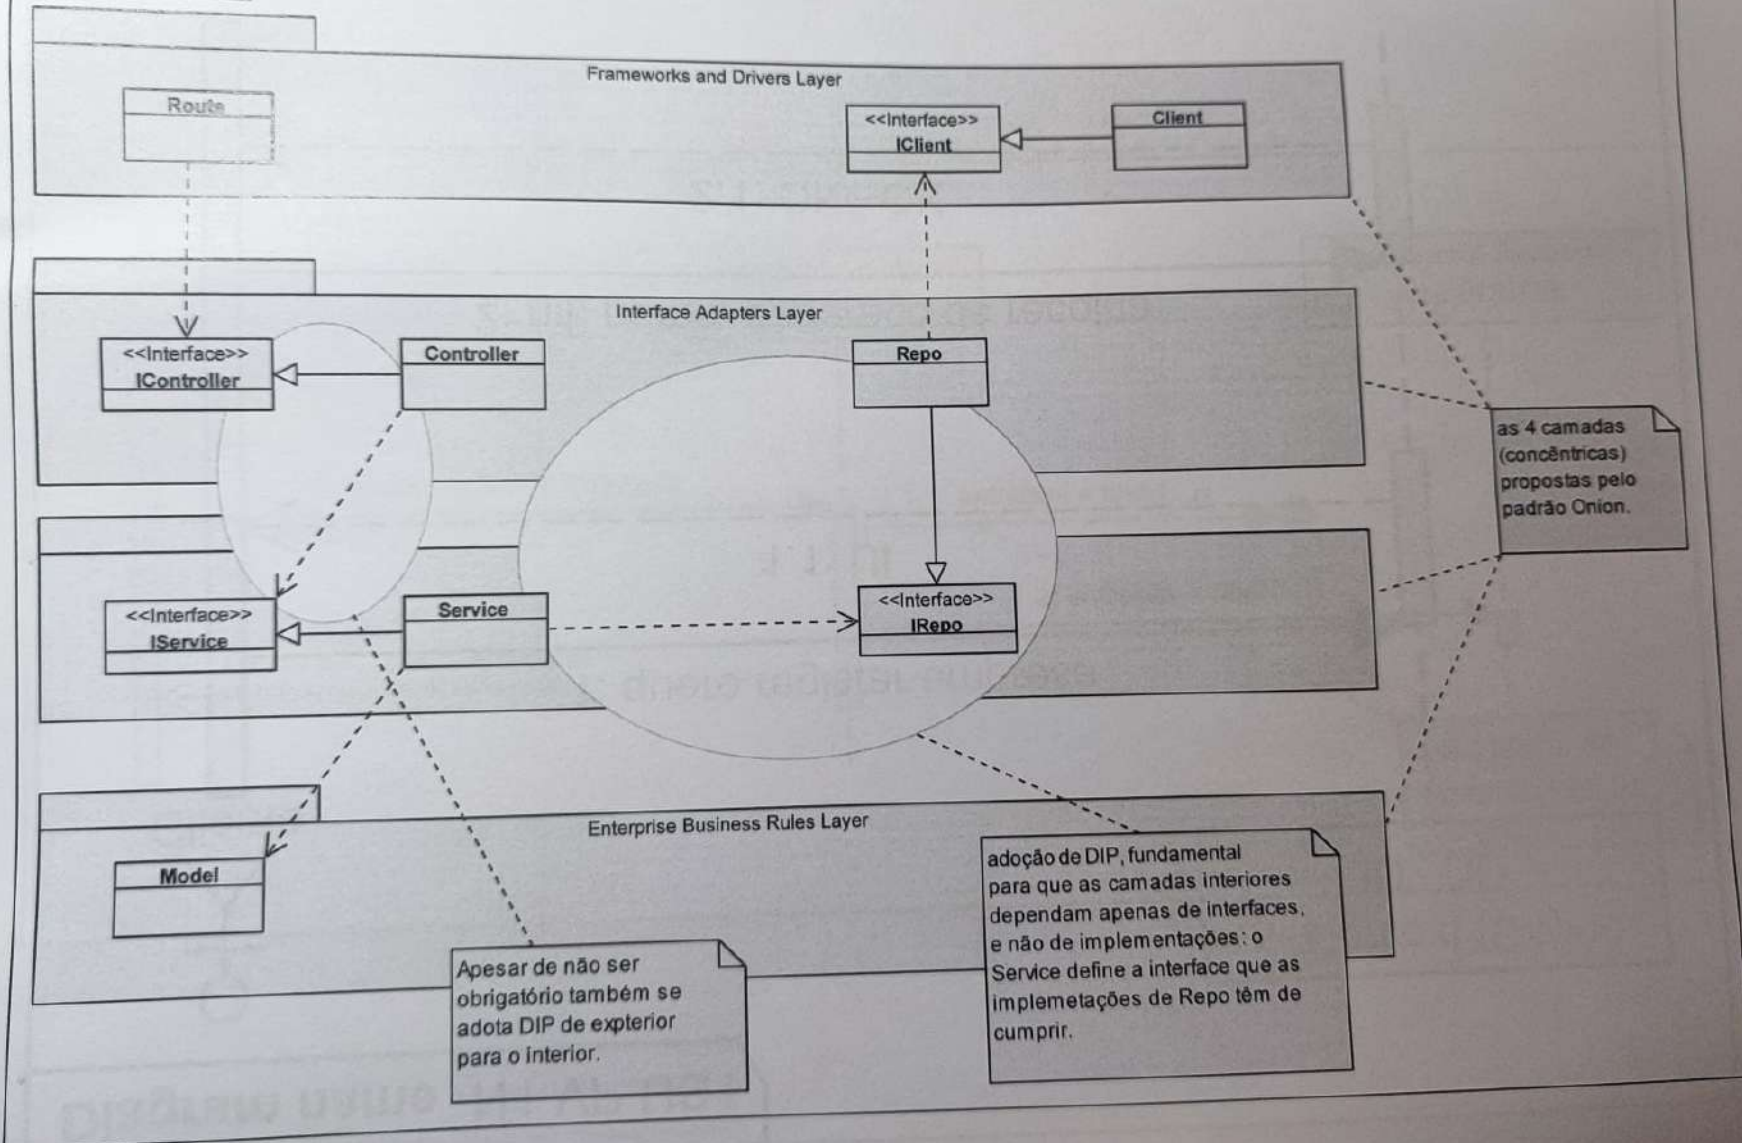 Frameworks and Drivers Layer
Route
<<Interface>>
IClient
Client
Interface Adapters Layer
<<Interface>>
IController
Controller
Repo
as 4 camadas
(concêntricas)
propostas pelo
padrão Onion.
<<Interface>>
IService
Service
<<Interface>>
IRepo
Enterprise Business Rules Layer
Model
adoção de DIP, fundamental
para que as camadas interiores
dependam apenas de interfaces,
e não de implementações: o
Service define a interface que as
implemetações de Repo têm de
cumprir.
Apesar de não ser
obrigatório também se
adota DIP de expterior
para o interior.